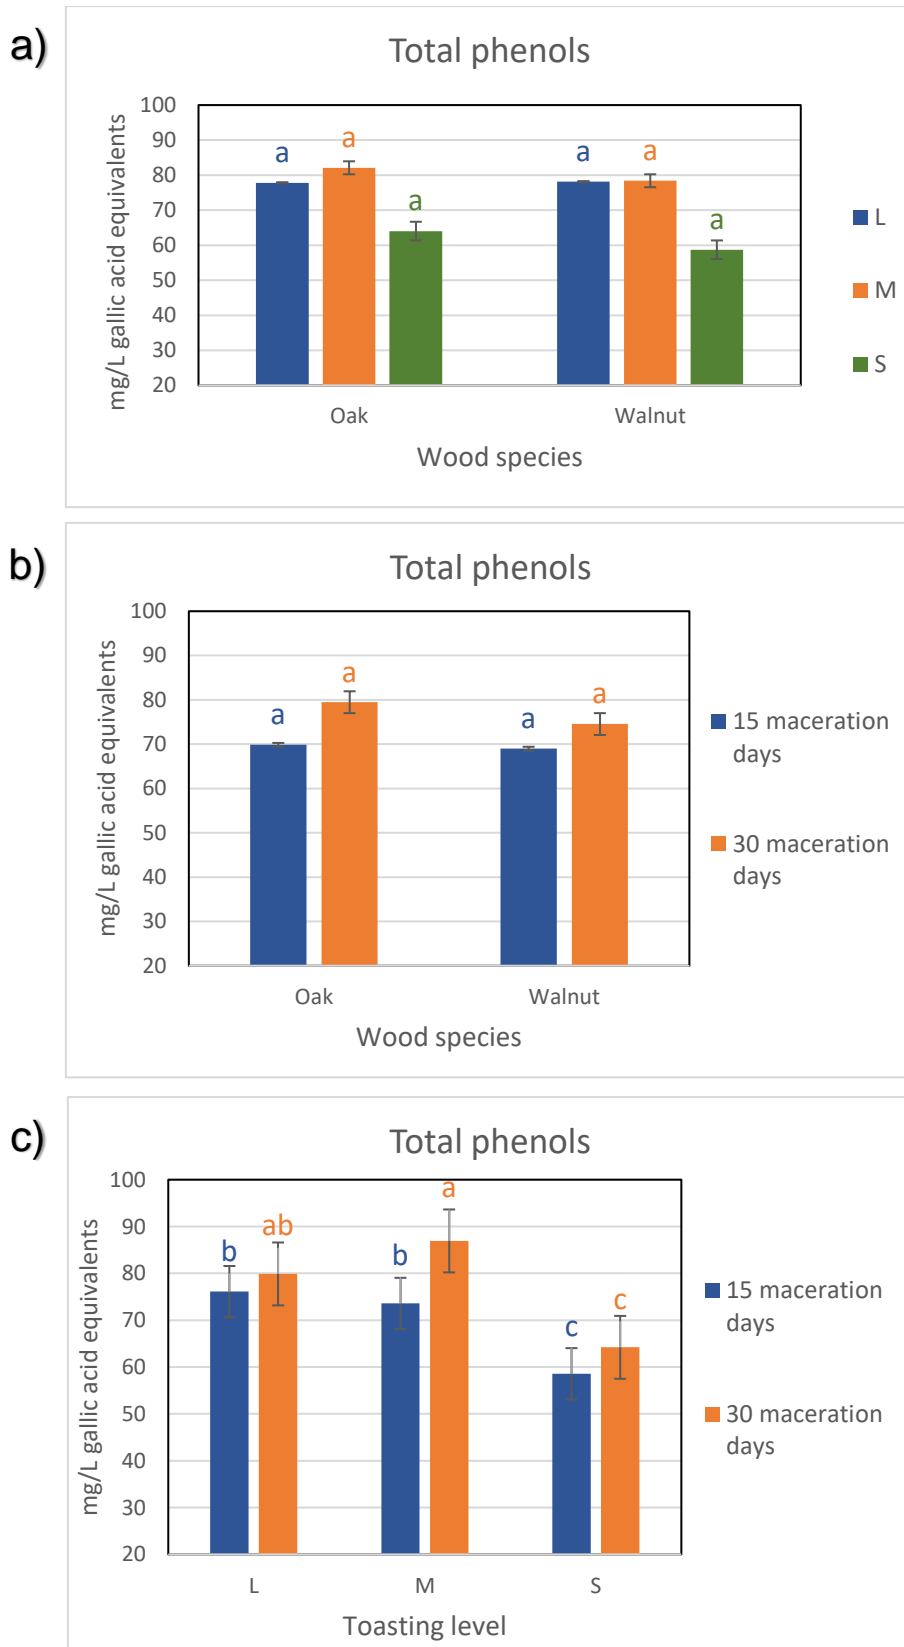 a)
Total phenols
mg/L gallic acid equivalents
100
90
80
70
60
50
40
30
20
a
a
a
a
a
a
Oak
Walnut
Wood species
L
M
S
b)
Total phenols
mg/L gallic acid equivalents
100
90
80
70
60
50
40
30
20
a
a
a
a
Oak
Walnut
Wood species
15 maceration
days
30 maceration
days
c)
Total phenols
mg/L gallic acid equivalents
100
90
80
70
60
50
40
30
20
b
ab
b
a
c
c
L
M
S
Toasting level
15 maceration
days
30 maceration
days